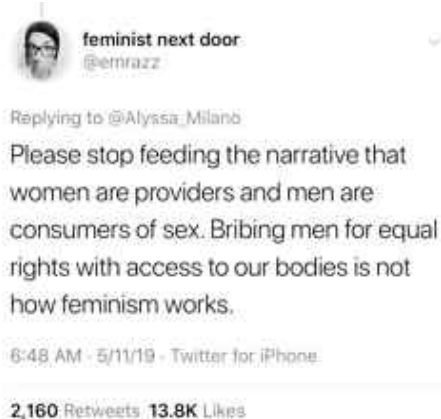 feminist next door
@emrazz
Replying to @Alyssa_Milano
Please stop feeding the narrative that
women are providers and men are
consumers of sex. Bribing men for equal
rights with access to our bodies is not
how feminism works.
6:48 AM - 5/11/19 - Twitter for iPhone
2,160 Retweets 13.8K Likes